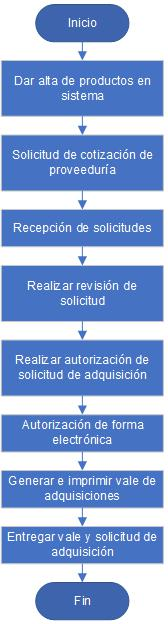 Inicio
Dar alta de productos en
sistema
Solicitud de cotización de
proveeduría
Recepción de solicitudes
Realizar revisión de
solicitud
Realizar autorización de
solicitud de adquisición
Autorización de forma
electrónica
Generar e imprimir vale de
adquisiciones
Entregar vale y solicitud de
adquisición
Fin